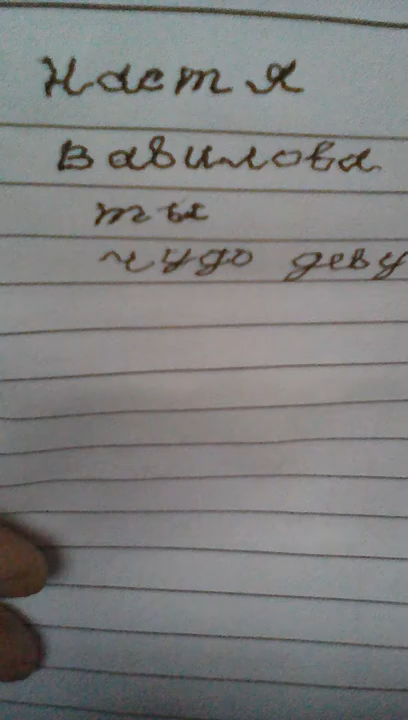 Настя
Вавилова
ты
чудо деву